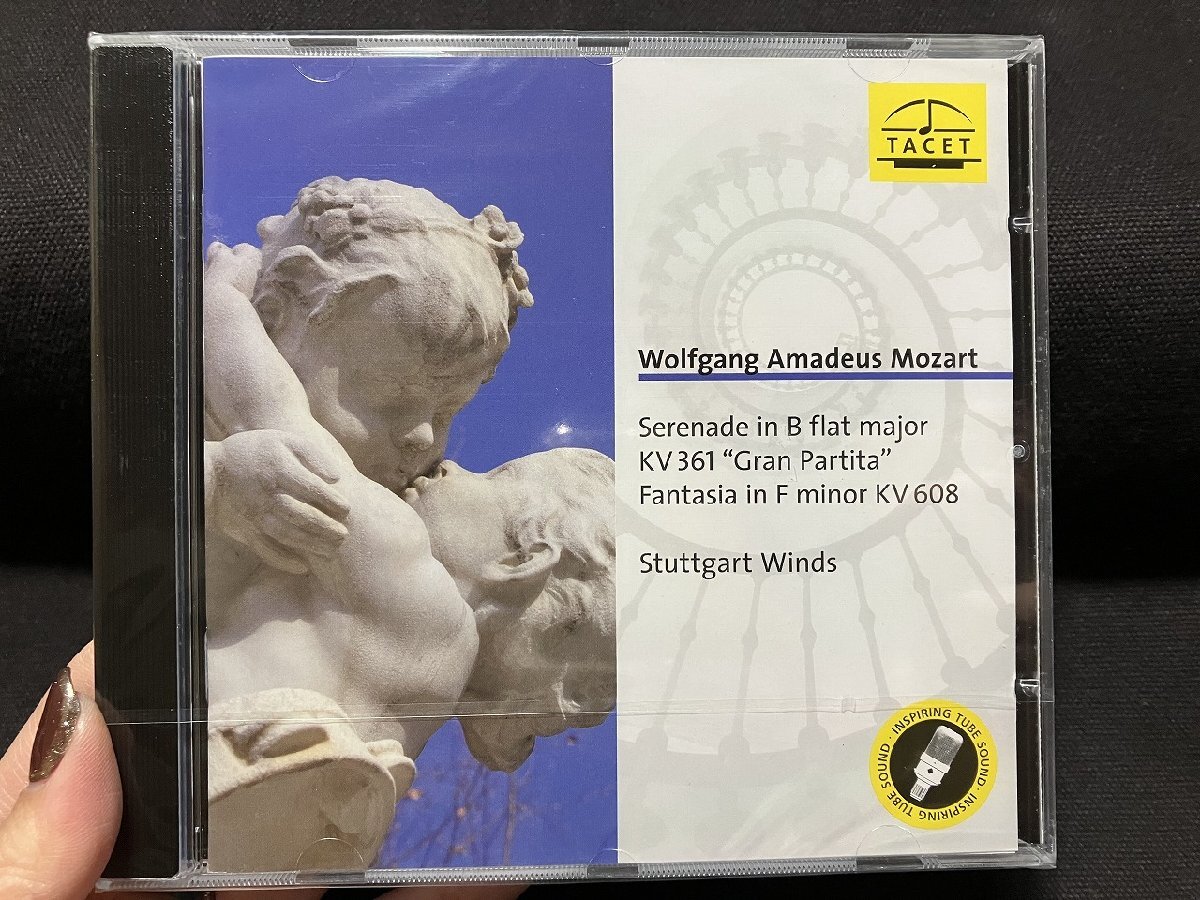 TACET
Wolfgang Amadeus Mozart
Serenade in B flat major
KV 361 “Gran Partita”
Fantasia in F minor KV 608
Stuttgart Winds
INSPIRING TUBE SOUND · INSPIRING TUBE SOUND ·